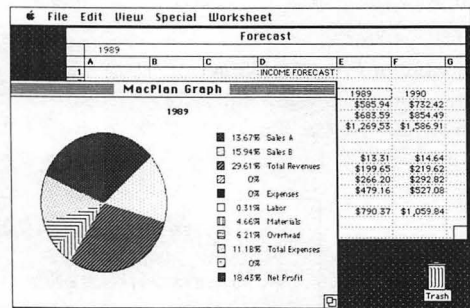 File Edit View Special Worksheet
Forecast
1989
A B C D E F G
1 INCOME FORECAST
MacPlan Graph
1989
13.67% Sales A
15.94% Sales B
29.61% Total Revenues
0%
0% Expenses
0.31% Labor
4.66% Materials
6.21% Overhead
11.18% Total Expenses
0%
18.43% Net Profit
1989 1990
$585.94 $732.42
$683.59 $854.49
$1,269.53 $1,586.91
$13.31 $14.64
$199.65 $219.62
$266.20 $292.82
$479.16 $527.08
$790.37 $1,059.84
Trash